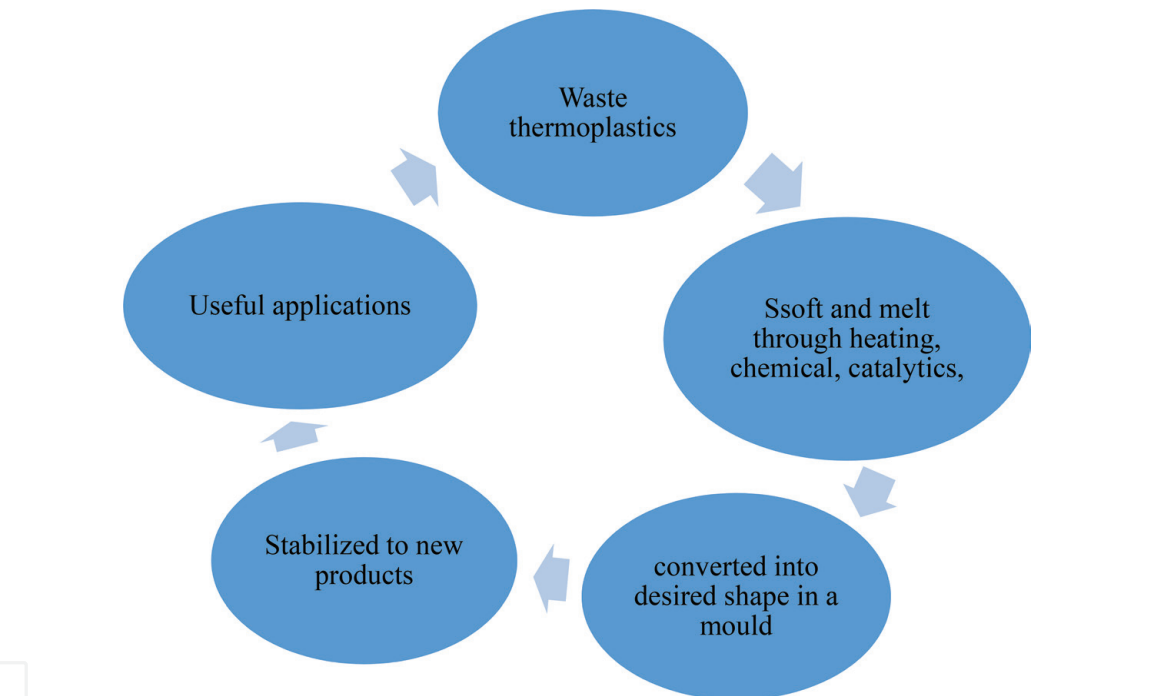 Waste
thermoplastics
Ssoft and melt
through heating,
chemical, catalytics,
converted into
desired shape in a
mould
Stabilized to new
products
Useful applications